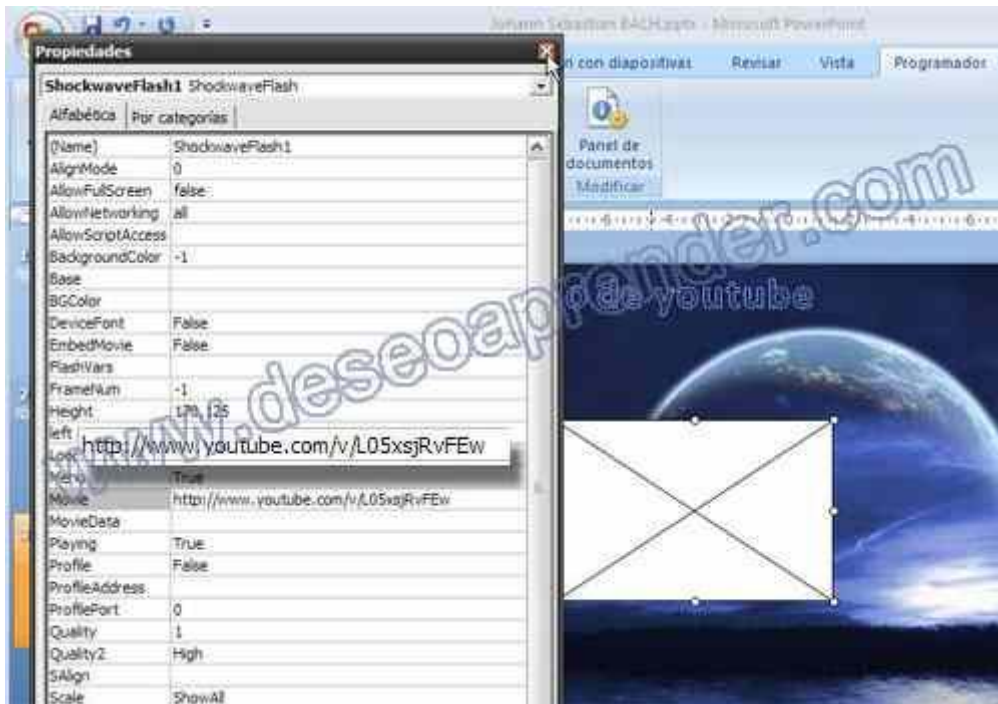 Johann Sebastian BACH.pptx - Microsoft PowerPoint
Propiedades
n con diapositivas Revisar Vista Programador
ShockwaveFlash1 ShockwaveFlash
Alfabética Por categorías
Panel de
documentos
Modificar
(Name) ShockwaveFlash1
AlignMode 0
AllowFullScreen false
AllowNetworking all
AllowScriptAccess
BackgroundColor -1
Base
BGColor
DeviceFont False
EmbedMovie False
FlashVars
FrameNum -1
Height 170,125
left
http://www.youtube.com/v/L05xsjRvFEw
Loop
Menu True
Movie http://www.youtube.com/v/L05xsjRvFEw
MovieData
Playing True
Profile False
ProfileAddress
ProfilePort 0
Quality 1
Quality2 High
SAlign
Scale ShowAll
de youtube
www.deseoaprender.com